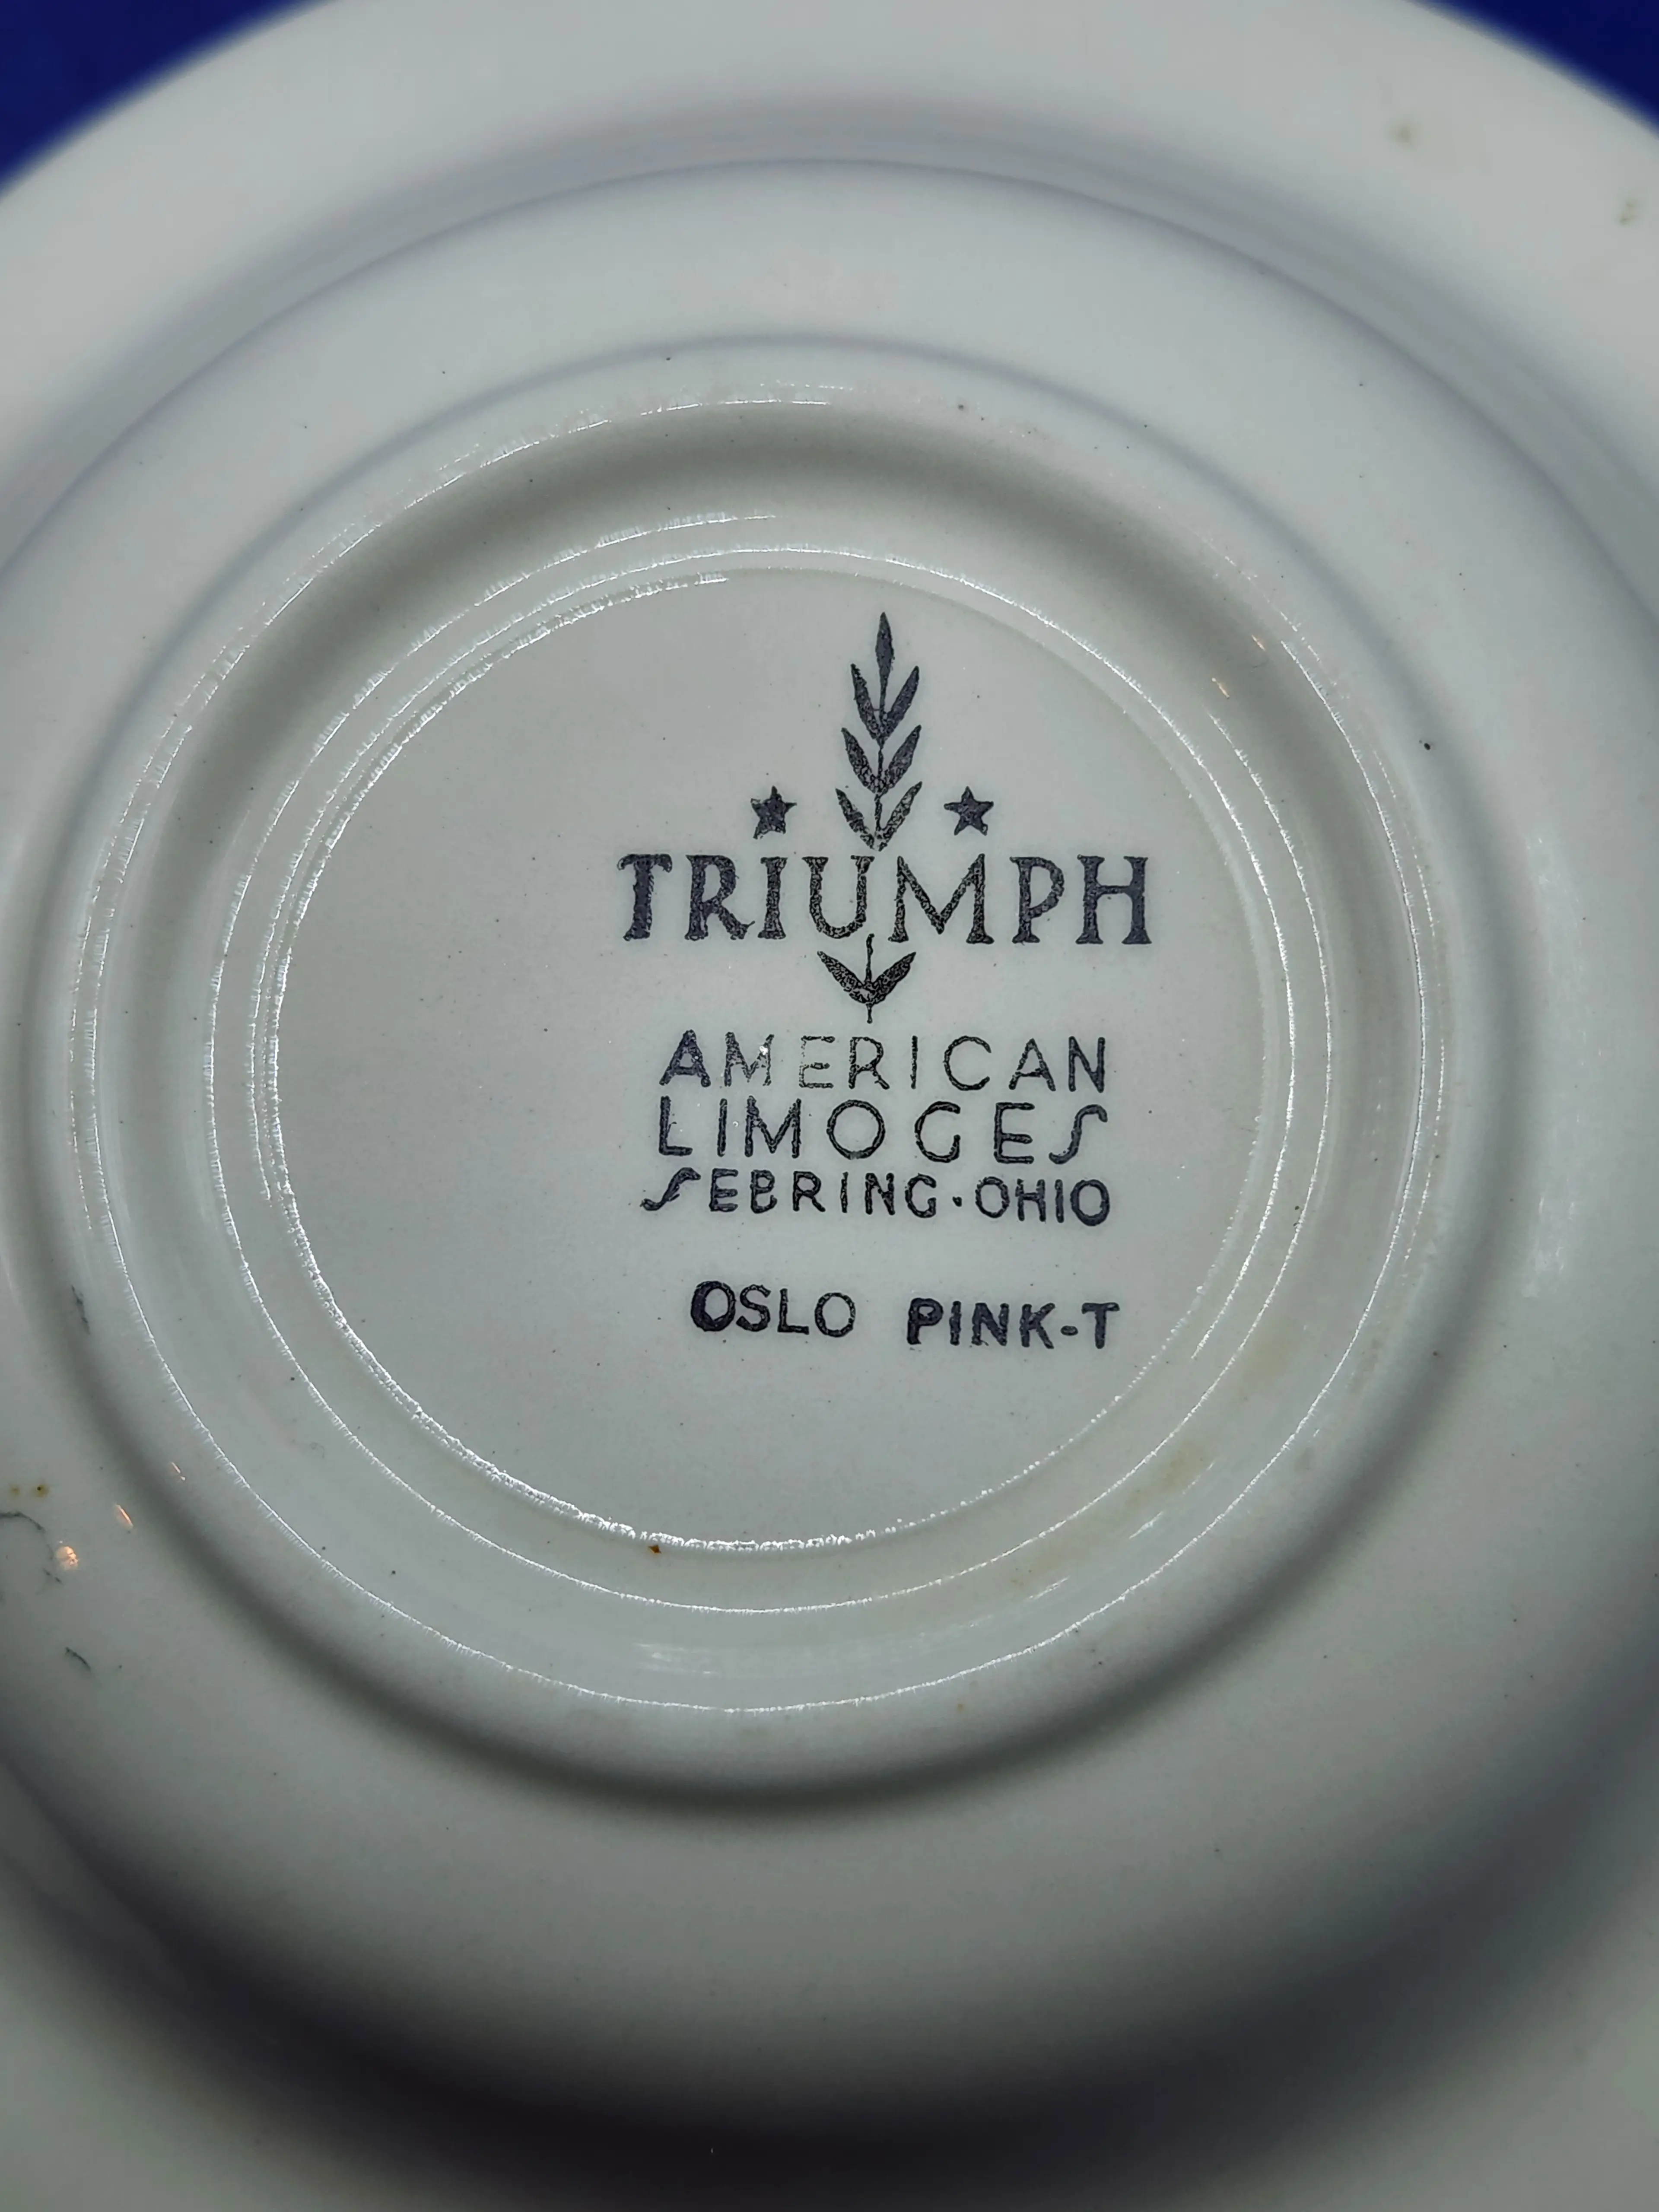 TRIUMPH
AMERICAN
LIMOGES
SEBRING·OHIO
OSLO PINK-T